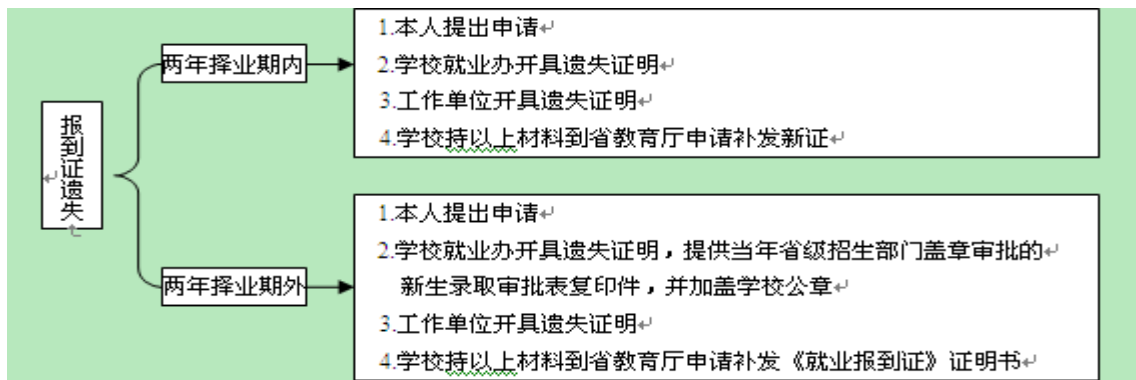 报到证遗失
两年择业期内
1.本人提出申请
2.学校就业办开具遗失证明
3.工作单位开具遗失证明
4.学校持以上材料到省教育厅申请补发新证
两年择业期外
1.本人提出申请
2.学校就业办开具遗失证明，提供当年省级招生部门盖章审批的
新生录取审批表复印件，并加盖学校公章
3.工作单位开具遗失证明
4.学校持以上材料到省教育厅申请补发《就业报到证》证明书